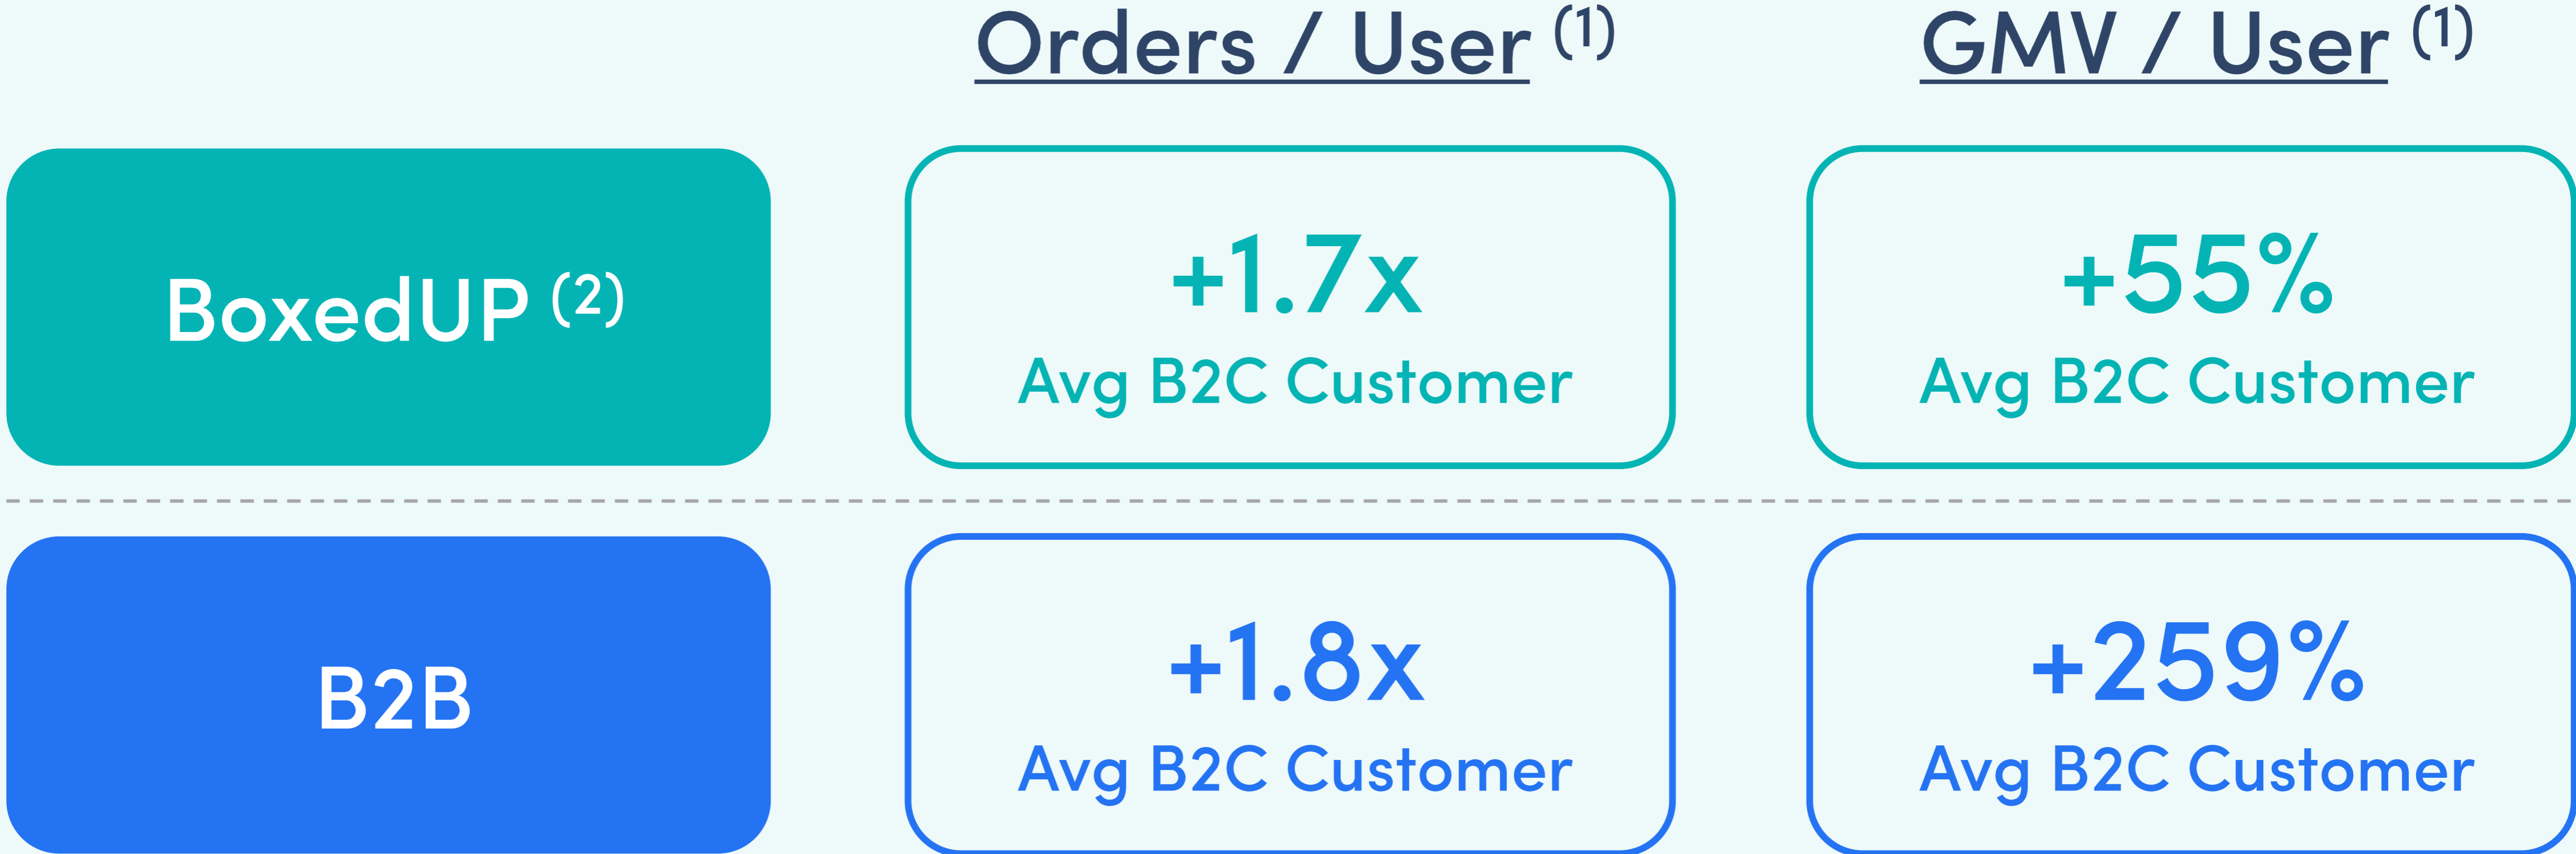 Orders / User (1)
GMV / User (1)
BoxedUP (2)
+1.7x
Avg B2C Customer
+55%
Avg B2C Customer
B2B
+1.8x
Avg B2C Customer
+259%
Avg B2C Customer